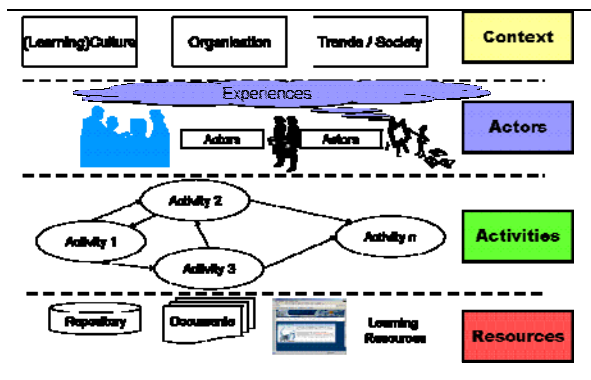 (Learning)Culture
Organisation
Trends / Society
Context
Experiences
Actors
Actors
Actors
Activity 2
Activity 1
Activity n
Activity 3
Activities
Repository
Documents
Learning
Resources
Resources